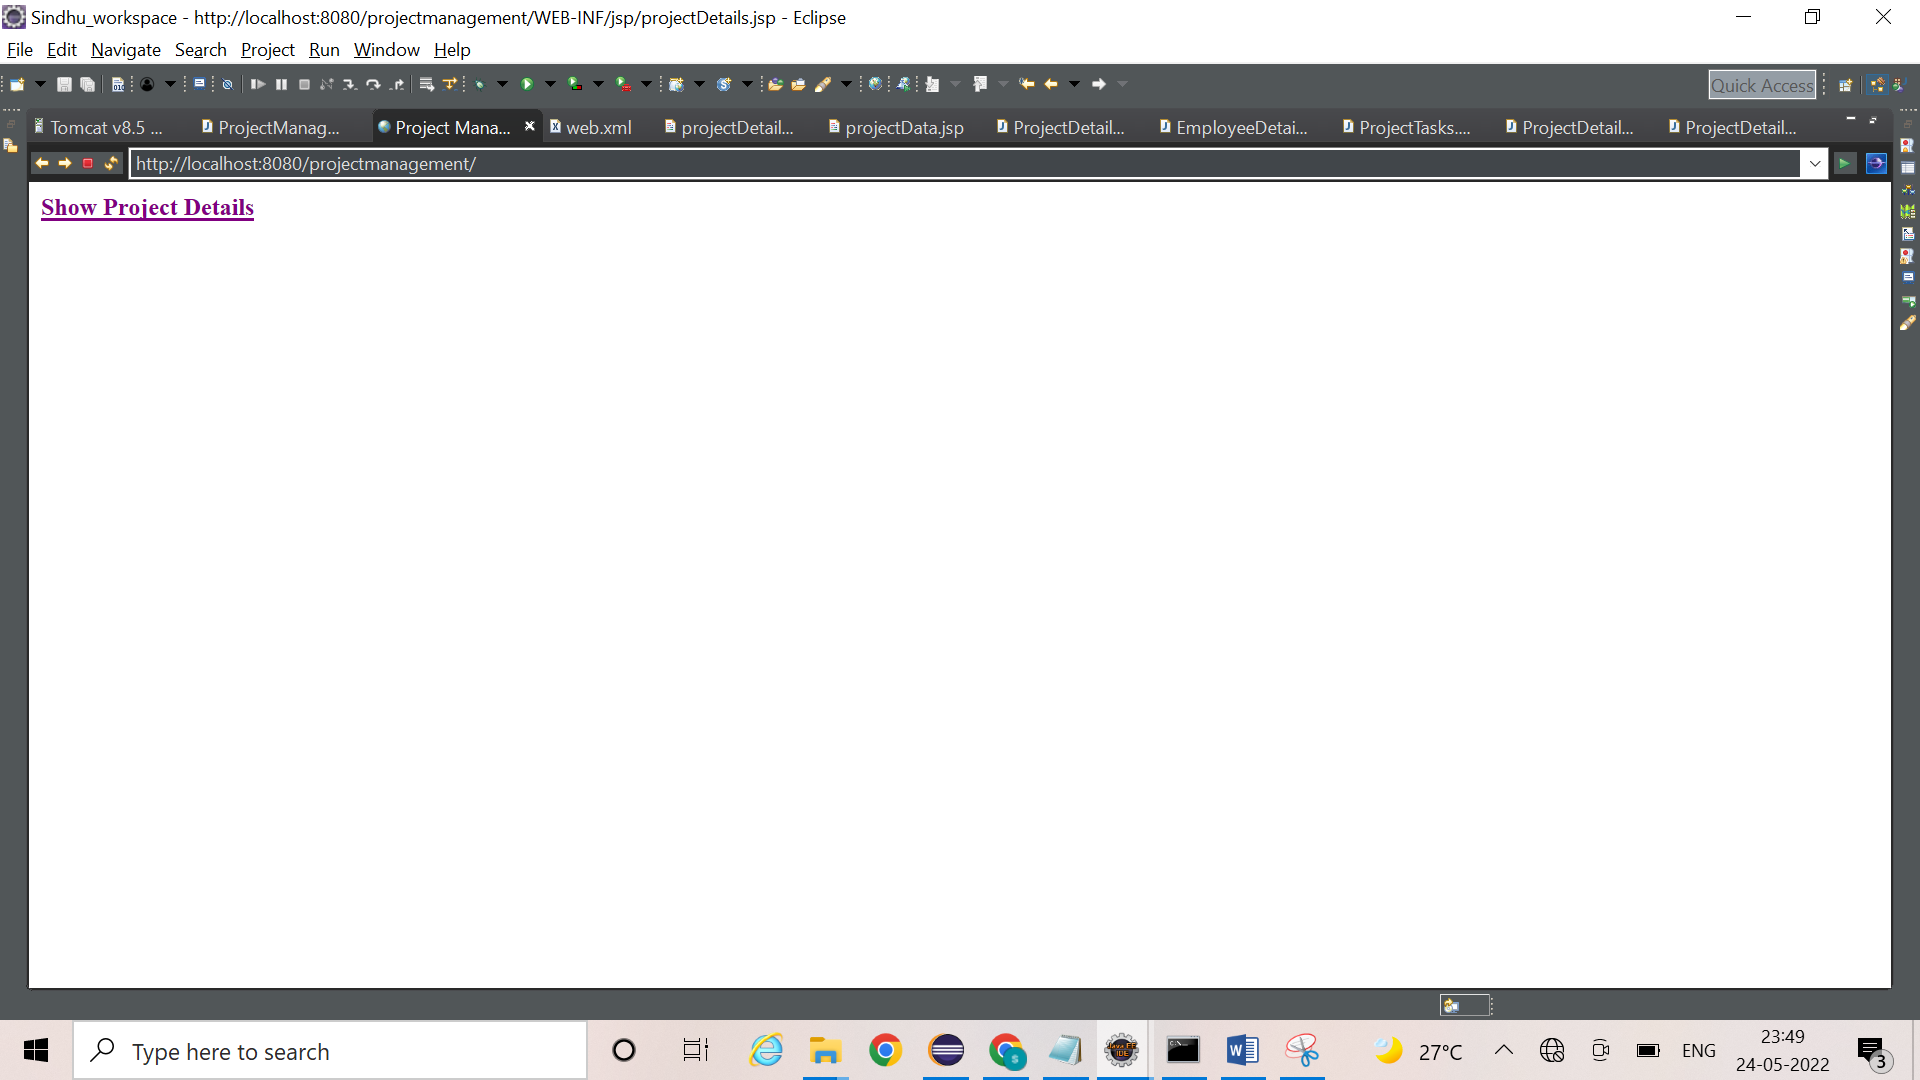 Sindhu_workspace - http://localhost:8080/projectmanagement/WEB-INF/jsp/projectDetails.jsp - Eclipse
File Edit Navigate Search Project Run Window Help
Quick Access
Tomcat v8.5 ... ProjectManag... Project Mana... web.xml projectDetail... projectData.jsp ProjectDetail... EmployeeDetai... ProjectTasks.... ProjectDetail... ProjectDetail...
http://localhost:8080/projectmanagement/
Show Project Details
Type here to search
27°C
ENG
23:49
24-05-2022
3